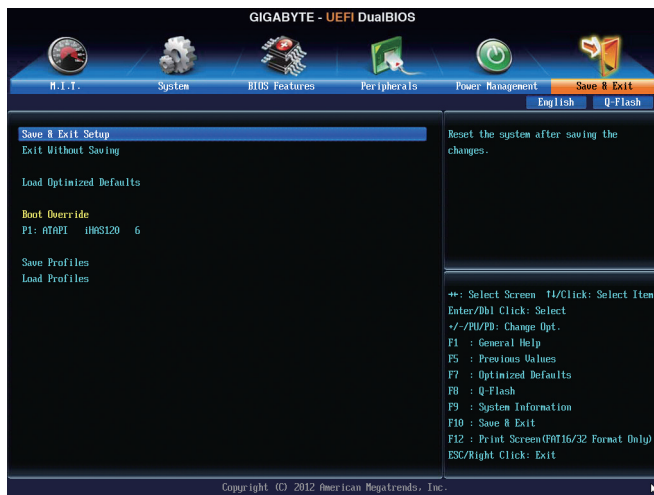 GIGABYTE - UEFI DualBIOS
M.I.T. System BIOS Features Peripherals Power Management Save & Exit
English Q-Flash
Save & Exit Setup
Exit Without Saving
Load Optimized Defaults
Boot Override
P1: ATAPI iHAS120 6
Save Profiles
Load Profiles
Reset the system after saving the
changes.
→←: Select Screen ↑↓/Click: Select Item
Enter/Dbl Click: Select
+/-/PU/PD: Change Opt.
F1 : General Help
F5 : Previous Values
F7 : Optimized Defaults
F8 : Q-Flash
F9 : System Information
F10 : Save & Exit
F12 : Print Screen(FAT16/32 Format Only)
ESC/Right Click: Exit
Copyright (C) 2012 American Megatrends, Inc.